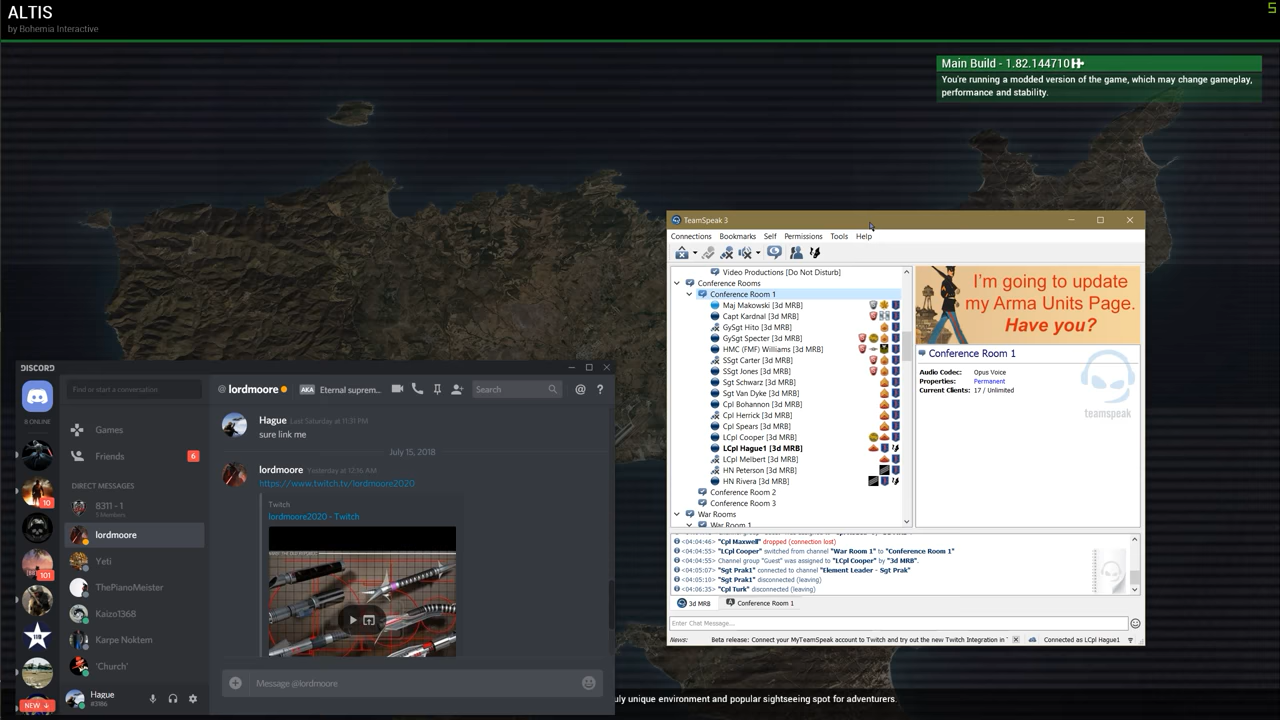 ALTIS
by Bohemia Interactive
5
Main Build - 1.82.144710
You're running a modded version of the game, which may change gameplay,
performance and stability.
TeamSpeak 3
Connections Bookmarks Self Permissions Tools Help
Video Productions [Do Not Disturb]
Conference Rooms
Conference Room 1
Maj Makowski [3d MRB]
Capt Kardnal [3d MRB]
GySgt Hito [3d MRB]
GySgt Specter [3d MRB]
HMC (FMF) Williams [3d MRB]
SSgt Carter [3d MRB]
SSgt Jones [3d MRB]
Sgt Schwarz [3d MRB]
Sgt Van Dyke [3d MRB]
Cpl Bohannon [3d MRB]
Cpl Herrick [3d MRB]
Cpl Spears [3d MRB]
LCpl Cooper [3d MRB]
LCpl Hague1 [3d MRB]
LCpl Melbert [3d MRB]
HN Peterson [3d MRB]
HN Rivera [3d MRB]
Conference Room 2
Conference Room 3
War Rooms
War Room 1
I'm going to update
my Arma Units Page.
Have you?
Conference Room 1
Audio Codec: Opus Voice
Properties: Permanent
Current Clients: 17 / Unlimited
teamspeak
<04:04:46> "Cpl Maxwell" dropped (connection lost)
<04:04:55> "LCpl Cooper" switched from channel "War Room 1" to "Conference Room 1"
<04:04:55> Channel group "Guest" was assigned to "LCpl Cooper" by "3d MRB".
<04:05:07> "Sgt Prak1" connected to channel "Element Leader - Sgt Prak"
<04:05:10> "Sgt Prak1" disconnected (leaving)
<04:06:35> "Cpl Turk" disconnected (leaving)
3d MRB Conference Room 1
Enter Chat Message...
News: Beta release: Connect your MyTeamSpeak account to Twitch and try out the new Twitch Integration in Connected as LCpl Hague1
DISCORD
8 ONLINE
10
101
118
NEW
Find or start a conversation
Games
Friends 6
DIRECT MESSAGES
8311 - 1
lordmoore
Yeti
ThePianoMeister
Kaizo1368
Karpe Noktem
'Church'
Hague
#3186
@ lordmoore AKA Eternal suprem... Search
Hague Last Saturday at 11:31 PM
sure link me
July 15, 2018
lordmoore Yesterday at 12:16 AM
https://www.twitch.tv/lordmoore2020
Twitch
lordmoore2020 - Twitch
Message @lordmoore
uly unique environment and popular sightseeing spot for adventurers.